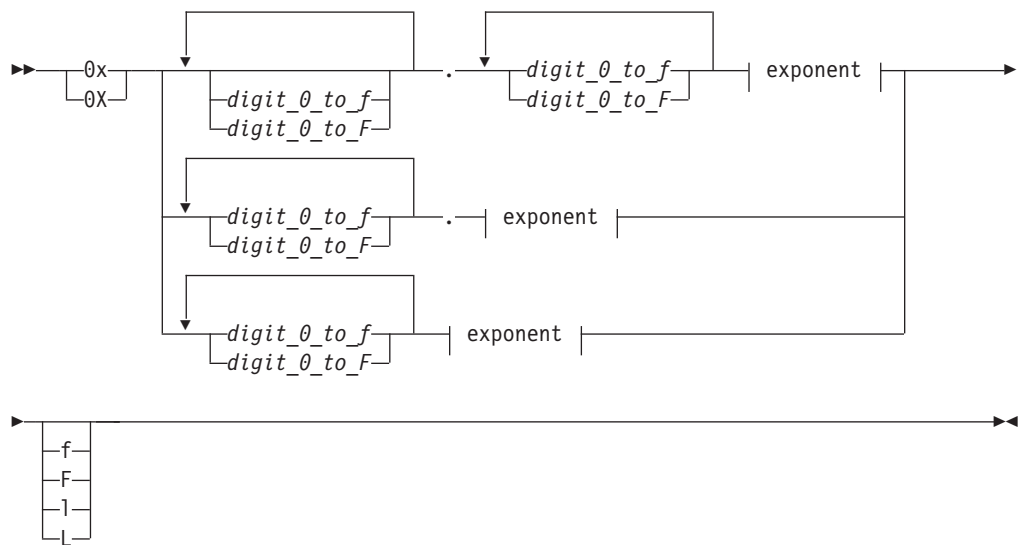 0x . digit_0_to_f exponent
0X digit_0_to_f digit_0_to_F
digit_0_to_F
digit_0_to_f . exponent
digit_0_to_F
digit_0_to_f exponent
digit_0_to_F
f
F
l
L